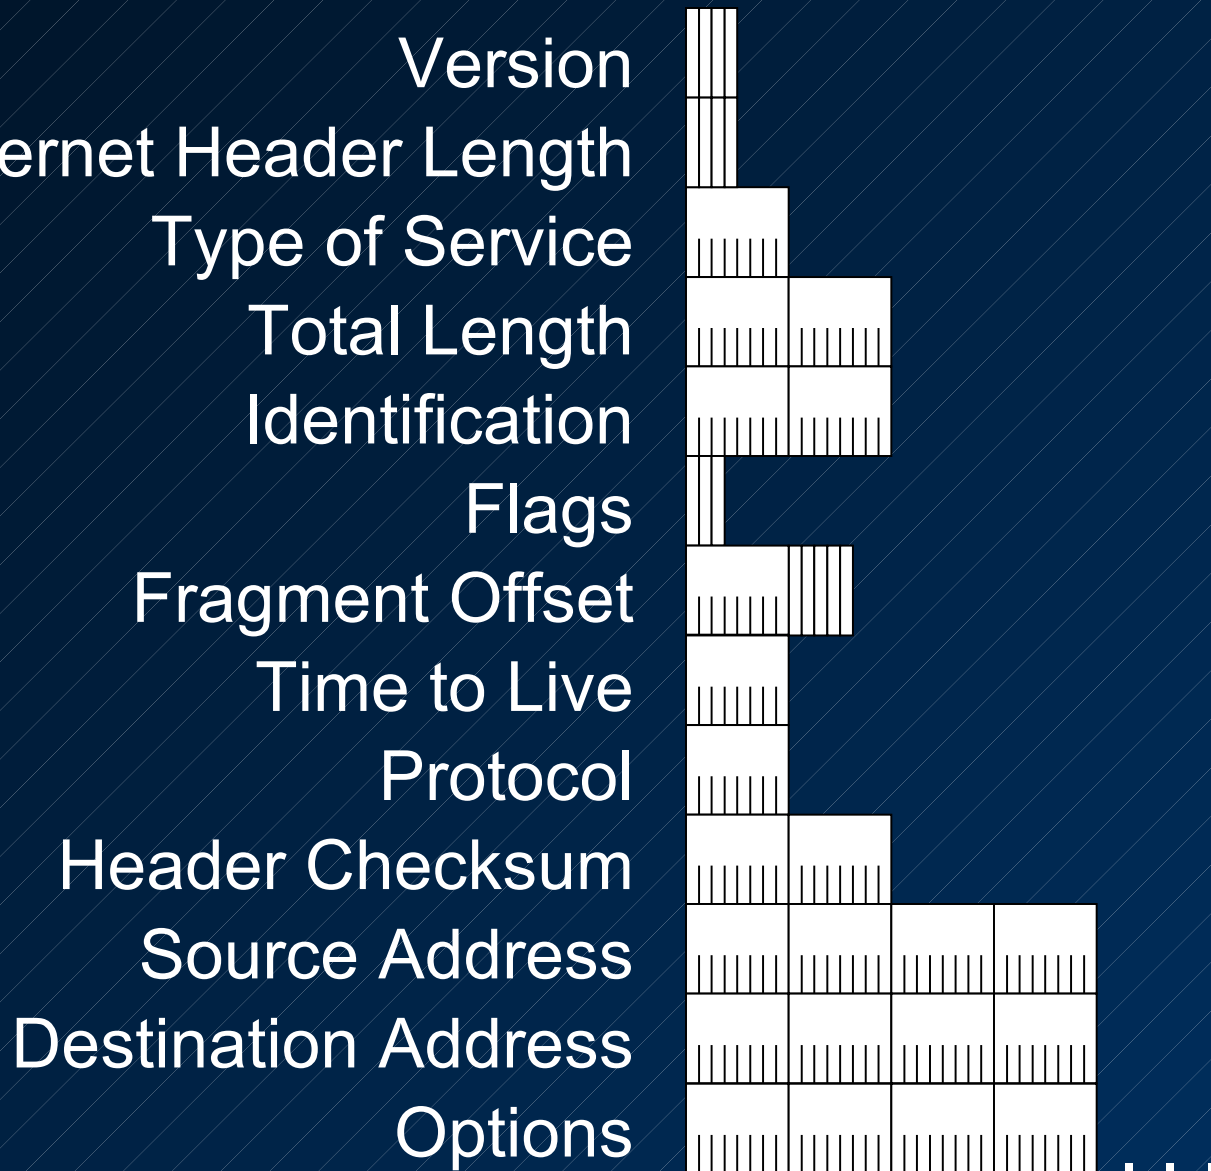 Version
ernet Header Length
Type of Service
Total Length
Identification
Flags
Fragment Offset
Time to Live
Protocol
Header Checksum
Source Address
Destination Address
Options